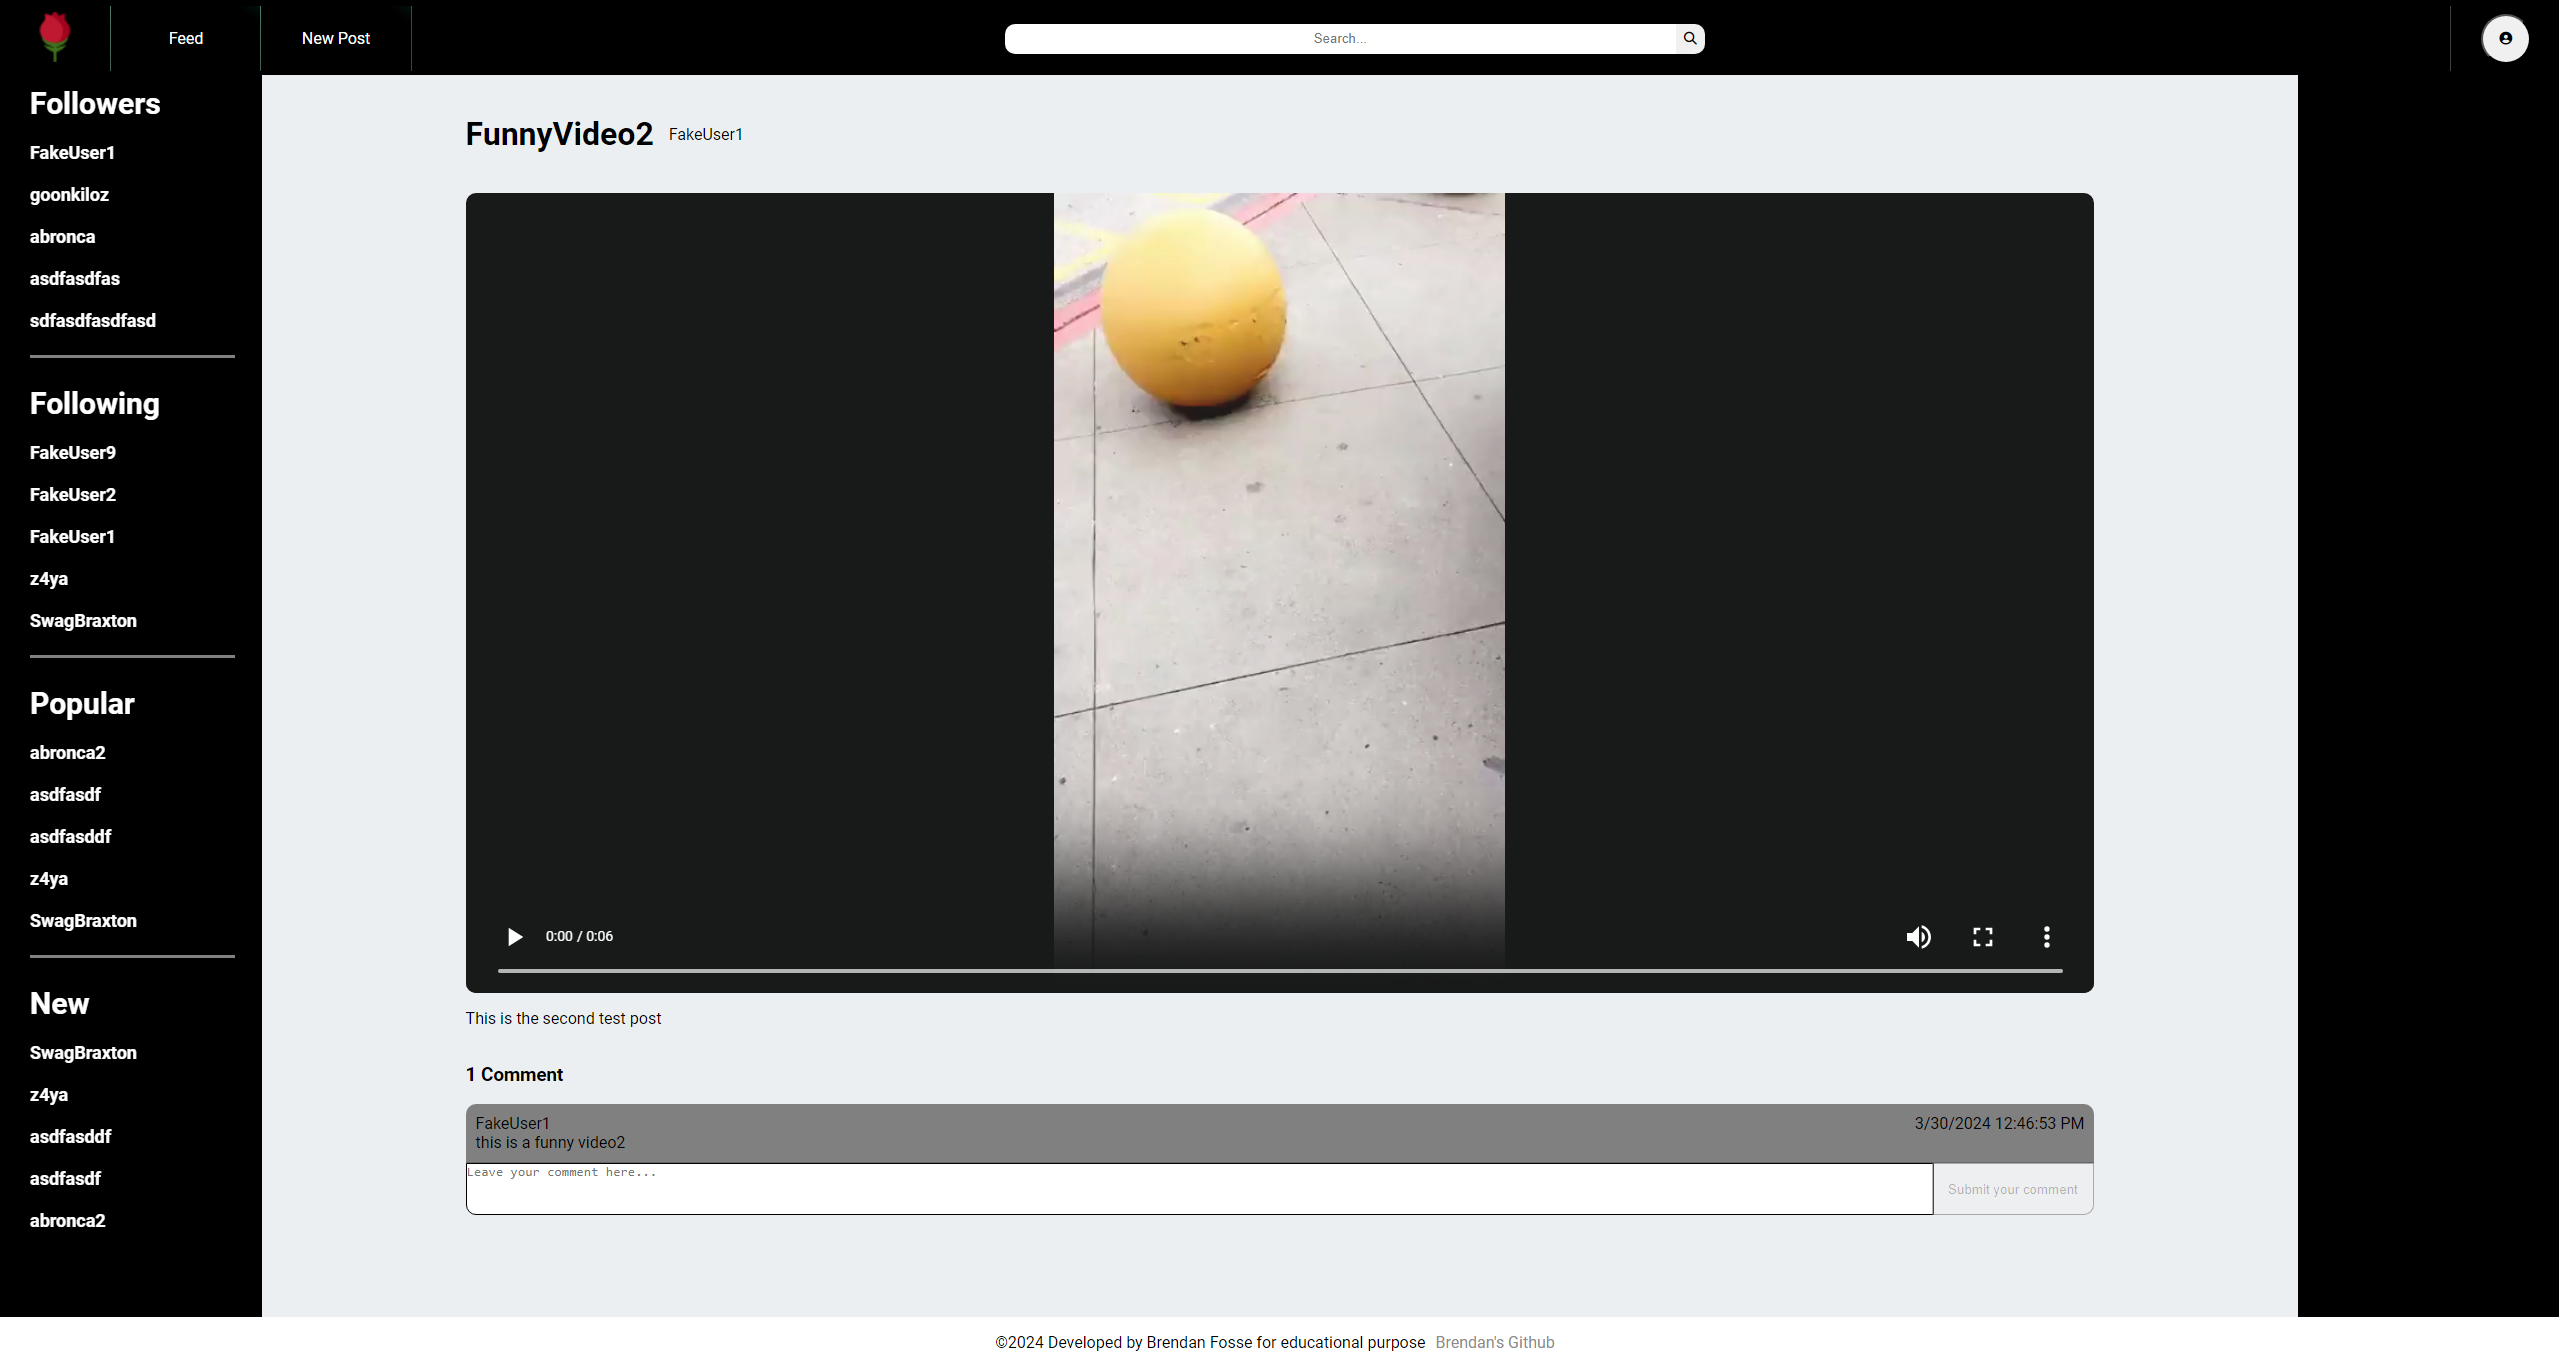 Feed
New Post
Search...
Followers
FakeUser1
goonkiloz
abronca
asdfasdfas
sdfasdfasdfasd
Following
FakeUser9
FakeUser2
FakeUser1
z4ya
SwagBraxton
Popular
abronca2
asdfasdf
asdfasddf
z4ya
SwagBraxton
New
SwagBraxton
z4ya
asdfasddf
asdfasdf
abronca2
FunnyVideo2 FakeUser1
0:00 / 0:06
This is the second test post
1 Comment
FakeUser1 3/30/2024 12:46:53 PM
this is a funny video2
Leave your comment here...
Submit your comment
©2024 Developed by Brendan Fosse for educational purpose Brendan's Github